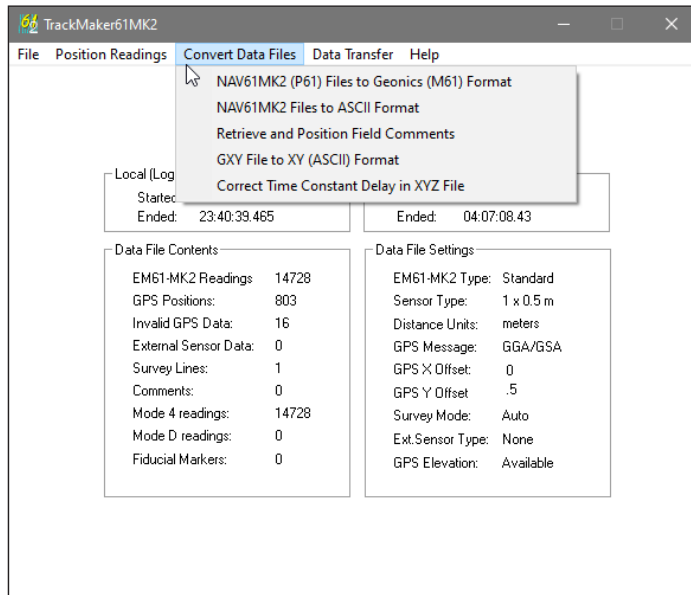 TrackMaker61MK2
File Position Readings Convert Data Files Data Transfer Help
NAV61MK2 (P61) Files to Geonics (M61) Format
NAV61MK2 Files to ASCII Format
Retrieve and Position Field Comments
GXY File to XY (ASCII) Format
Correct Time Constant Delay in XYZ File
Local (Log
Started
Ended: 23:40:39.465
Ended: 04:07:08.43
Data File Contents
EM61-MK2 Readings 14728
GPS Positions: 803
Invalid GPS Data: 16
External Sensor Data: 0
Survey Lines: 1
Comments: 0
Mode 4 readings: 14728
Mode D readings: 0
Fiducial Markers: 0
Data File Settings
EM61-MK2 Type: Standard
Sensor Type: 1 x 0.5 m
Distance Units: meters
GPS Message: GGA/GSA
GPS X Offset: 0
GPS Y Offset .5
Survey Mode: Auto
Ext.Sensor Type: None
GPS Elevation: Available